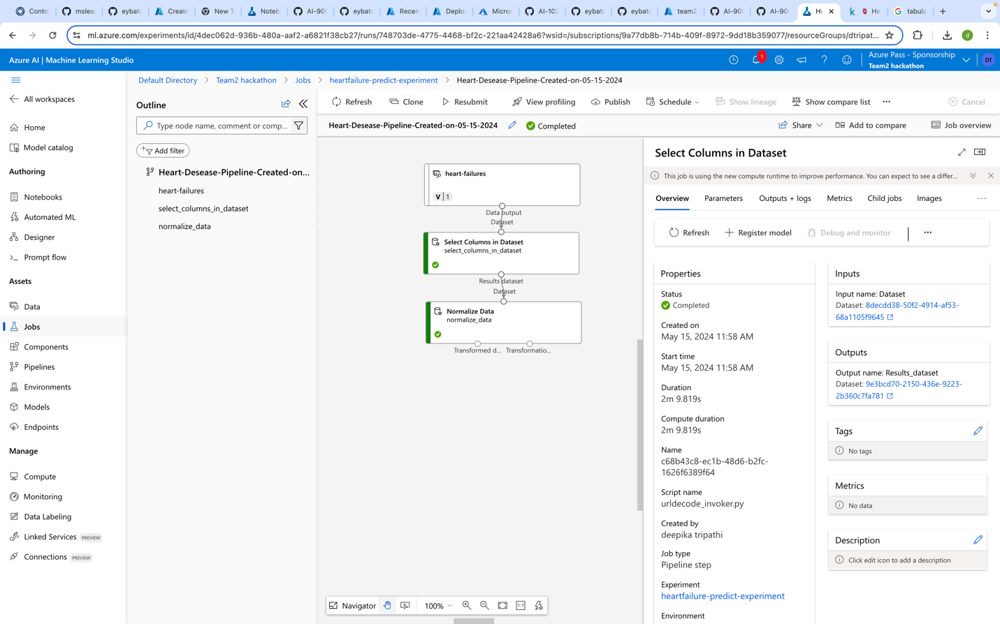 Conto
mslear
eybato
Create
New T
Noteb
AI-900
eybato
Recen
Deploy
Micros
AI-102
eybato
eybato
team2
AI-900
AI-900
He
He
tabula
ml.azure.com/experiments/id/4dec062d-936b-480a-aaf2-a6821f38cb27/runs/748703de-4775-4468-bf2c-221aa42428a6?wsid=/subscriptions/9a77db8b-714b-409f-8972-9dd18b359077/resourceGroups/dtripat...
d
Azure AI | Machine Learning Studio
1
Azure Pass - Sponsorship
Team2 hackathon
DT
All workspaces
Home
Model catalog
Authoring
Notebooks
Automated ML
Designer
Prompt flow
Assets
Data
Jobs
Components
Pipelines
Environments
Models
Endpoints
Manage
Compute
Monitoring
Data Labeling
Linked Services PREVIEW
Connections PREVIEW
Default Directory > Team2 hackathon > Jobs > heartfailure-predict-experiment > Heart-Desease-Pipeline-Created-on-05-15-2024
Outline
Type node name, comment or comp...
Add filter
Heart-Desease-Pipeline-Created-on...
heart-failures
select_columns_in_dataset
normalize_data
Refresh
Clone
Resubmit
View profiling
Publish
Schedule
Show lineage
Show compare list
...
Cancel
Heart-Desease-Pipeline-Created-on-05-15-2024
Completed
Share
Add to compare
Job overview
heart-failures
V | 1
Data output
Dataset
Select Columns in Dataset
select_columns_in_dataset
Results dataset
Dataset
Normalize Data
normalize_data
Transformed d...
Transformatio...
Navigator
100%
1:1
Select Columns in Dataset
This job is using the new compute runtime to improve performance. You can expect to see a differ...
Overview
Parameters
Outputs + logs
Metrics
Child jobs
Images
...
Refresh
Register model
Debug and monitor
...
Properties
Status
Completed
Created on
May 15, 2024 11:58 AM
Start time
May 15, 2024 11:58 AM
Duration
2m 9.819s
Compute duration
2m 9.819s
Name
c68b43c8-ec1b-48d6-b2fc-
1626f6389f64
Script name
urldecode_invoker.py
Created by
deepika tripathi
Job type
Pipeline step
Experiment
heartfailure-predict-experiment
Environment
Inputs
Input name: Dataset
Dataset: 8decdd38-50f2-4914-af53-
68a1105f9645
Outputs
Output name: Results_dataset
Dataset: 9e3bcd70-2150-436e-9223-
2b360c7fa781
Tags
No tags
Metrics
No data
Description
Click edit icon to add a description